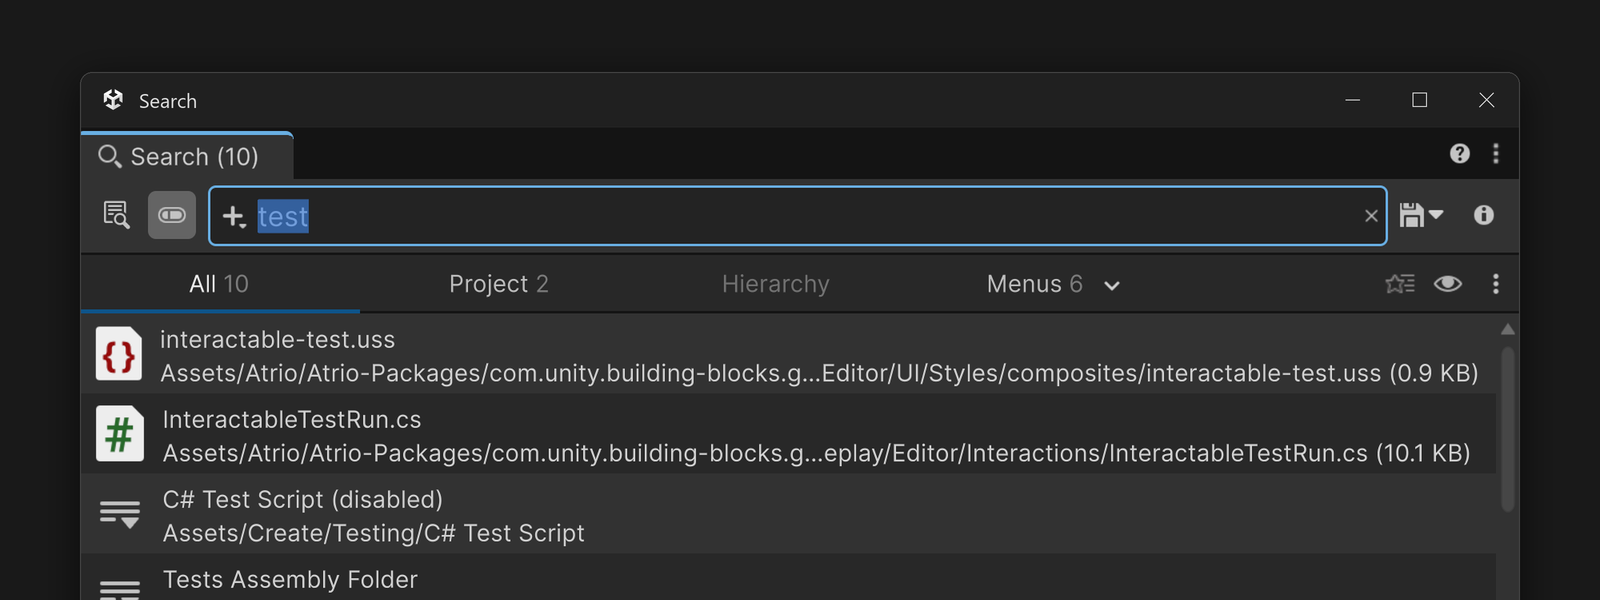 Search
Search (10)
test
All 10 Project 2 Hierarchy Menus 6
interactable-test.uss
Assets/Atrio/Atrio-Packages/com.unity.building-blocks.g...Editor/UI/Styles/composites/interactable-test.uss (0.9 KB)
InteractableTestRun.cs
Assets/Atrio/Atrio-Packages/com.unity.building-blocks.g...eplay/Editor/Interactions/InteractableTestRun.cs (10.1 KB)
C# Test Script (disabled)
Assets/Create/Testing/C# Test Script
Tests Assembly Folder